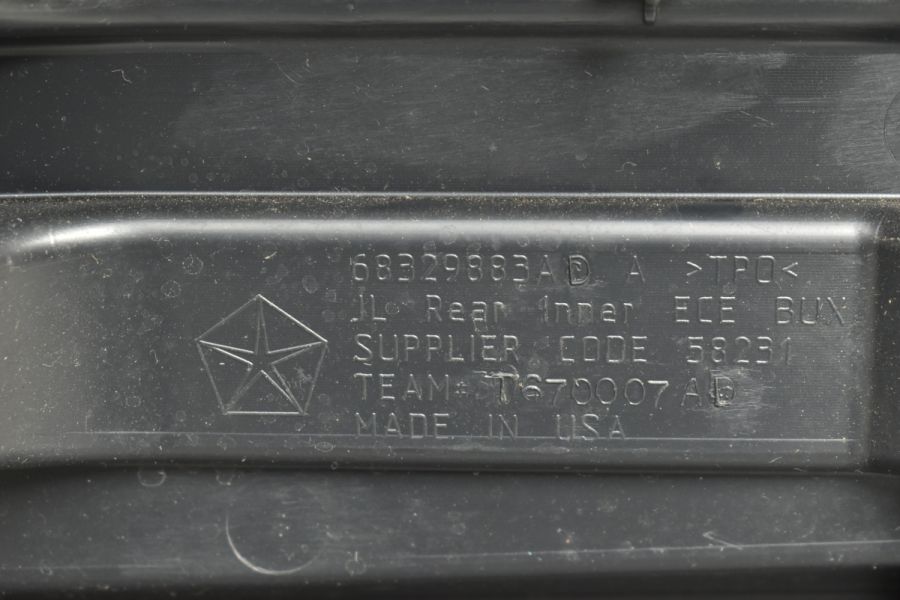 68329883AD A >TPO<
JL Rear Inner ECE BUX
SUPPLIER CODE 58231
TEAM# T670007AD
MADE IN USA